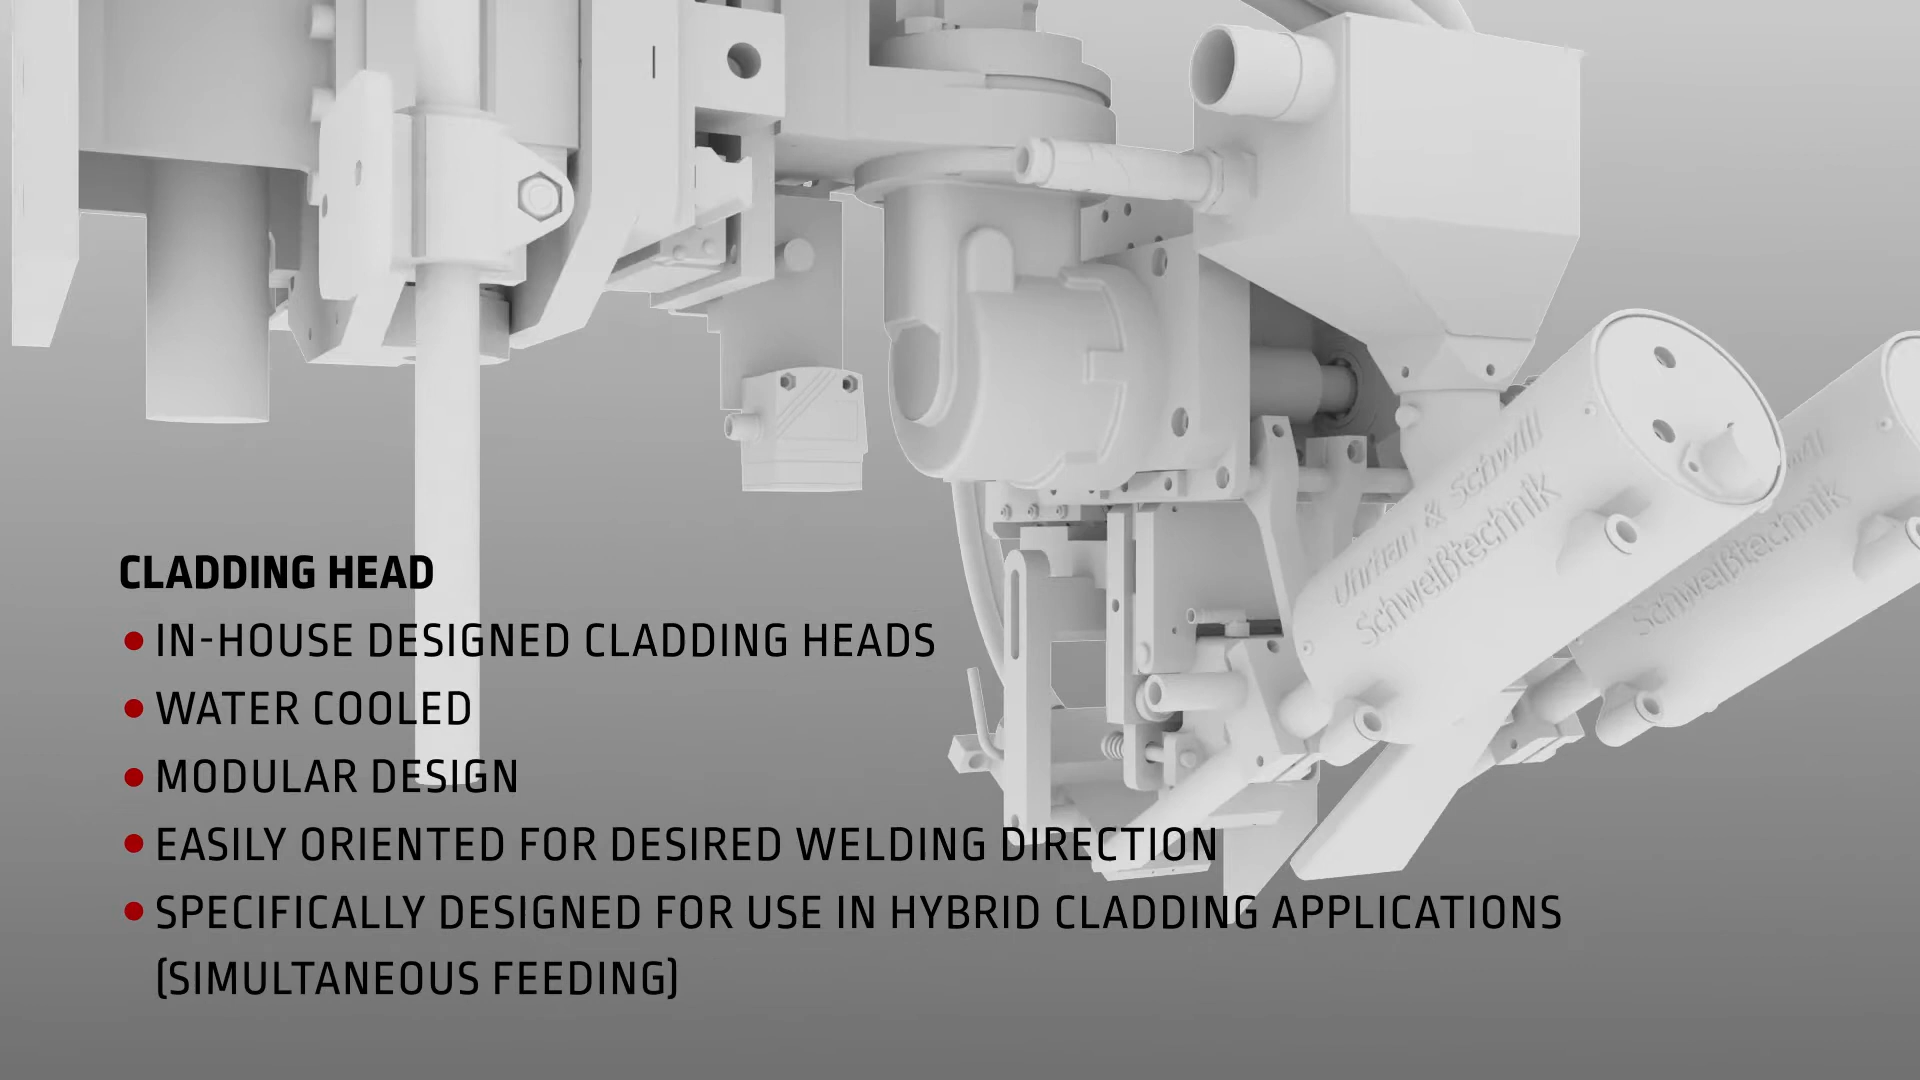 Uhrhan & Schwill
Schweißtechnik
Schweißtechnik
CLADDING HEAD
• IN-HOUSE DESIGNED CLADDING HEADS
• WATER COOLED
• MODULAR DESIGN
• EASILY ORIENTED FOR DESIRED WELDING DIRECTION
• SPECIFICALLY DESIGNED FOR USE IN HYBRID CLADDING APPLICATIONS
(SIMULTANEOUS FEEDING)